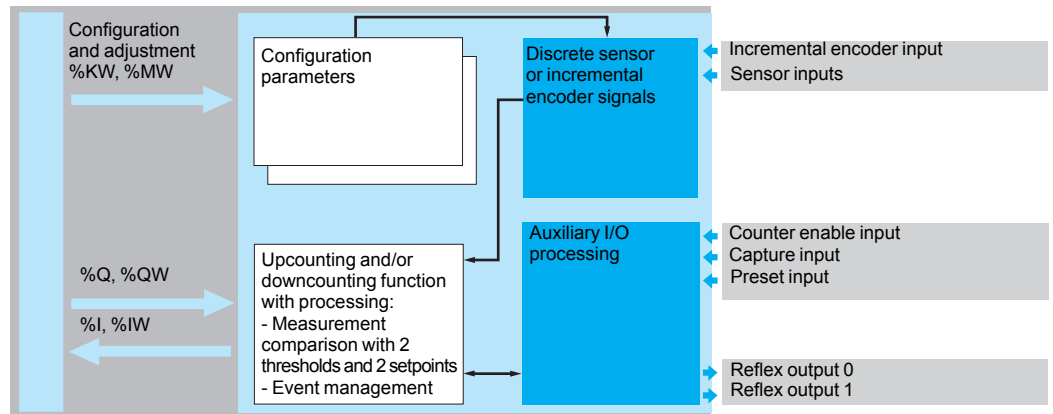 Configuration
and adjustment
%KW, %MW
Configuration
parameters
Discrete sensor
or incremental
encoder signals
Incremental encoder input
Sensor inputs
%Q, %QW
%I, %IW
Upcounting and/or
downcounting function
with processing:
- Measurement
comparison with 2
thresholds and 2 setpoints
- Event management
Auxiliary I/O
processing
Counter enable input
Capture input
Preset input
Reflex output 0
Reflex output 1